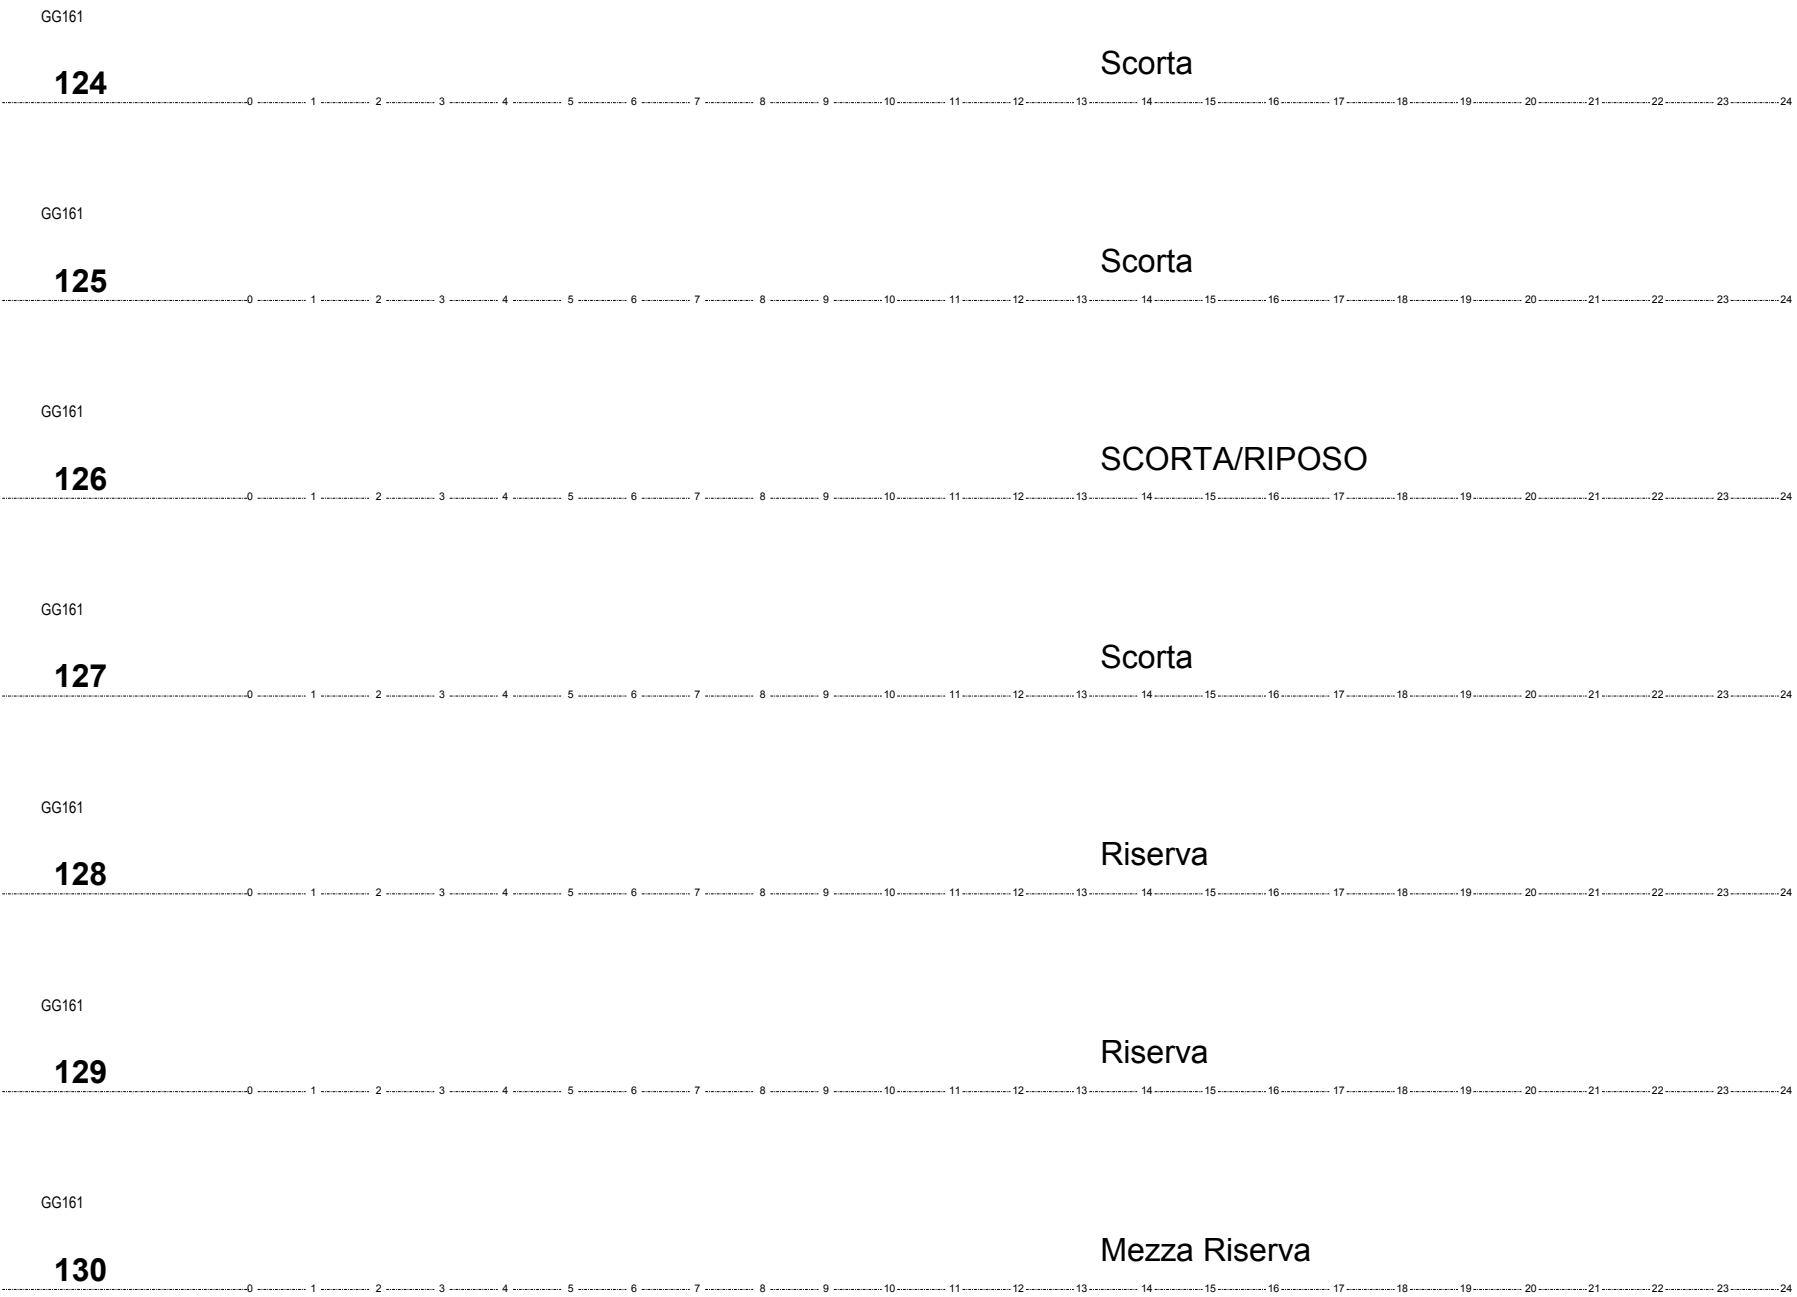 GG161
Scorta
124
0 1 2 3 4 5 6 7 8 9 10 11 12 13 14 15 16 17 18 19 20 21 22 23 24
GG161
Scorta
125
0 1 2 3 4 5 6 7 8 9 10 11 12 13 14 15 16 17 18 19 20 21 22 23 24
GG161
SCORTA/RIPOSO
126
0 1 2 3 4 5 6 7 8 9 10 11 12 13 14 15 16 17 18 19 20 21 22 23 24
GG161
Scorta
127
0 1 2 3 4 5 6 7 8 9 10 11 12 13 14 15 16 17 18 19 20 21 22 23 24
GG161
Riserva
128
0 1 2 3 4 5 6 7 8 9 10 11 12 13 14 15 16 17 18 19 20 21 22 23 24
GG161
Riserva
129
0 1 2 3 4 5 6 7 8 9 10 11 12 13 14 15 16 17 18 19 20 21 22 23 24
GG161
Mezza Riserva
130
0 1 2 3 4 5 6 7 8 9 10 11 12 13 14 15 16 17 18 19 20 21 22 23 24